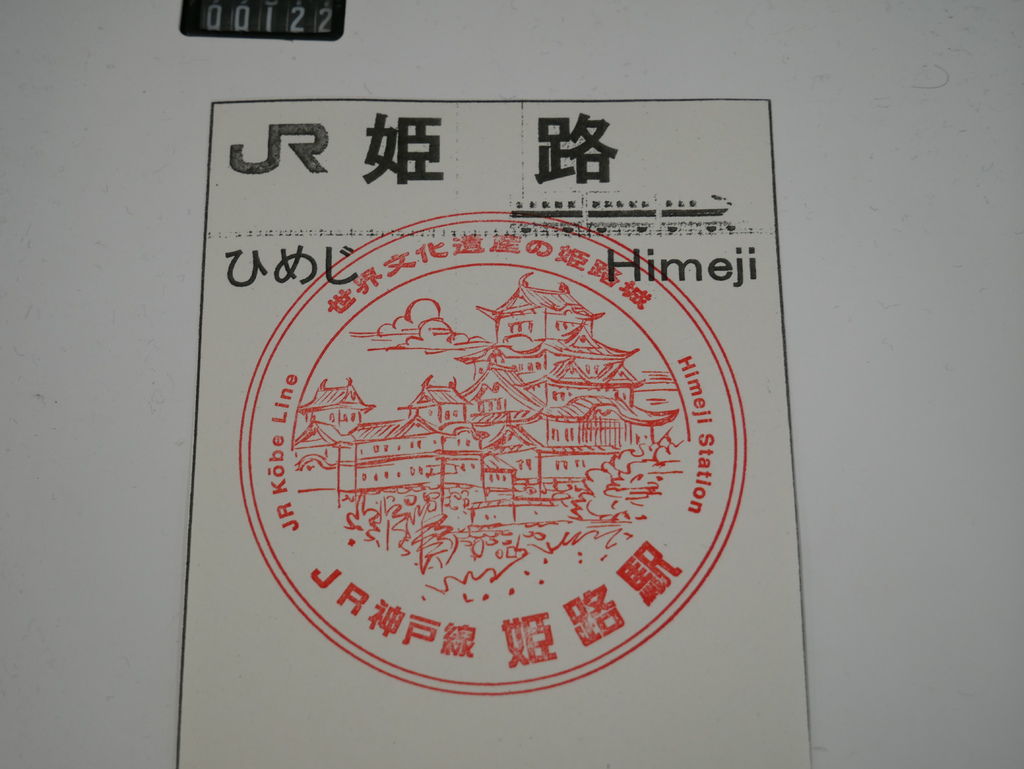 00122
JR 姫路
ひめじ Himeji
世界文化遺産の姫路城
JR Kōbe Line
Himeji Station
JR神戸線 姫路駅